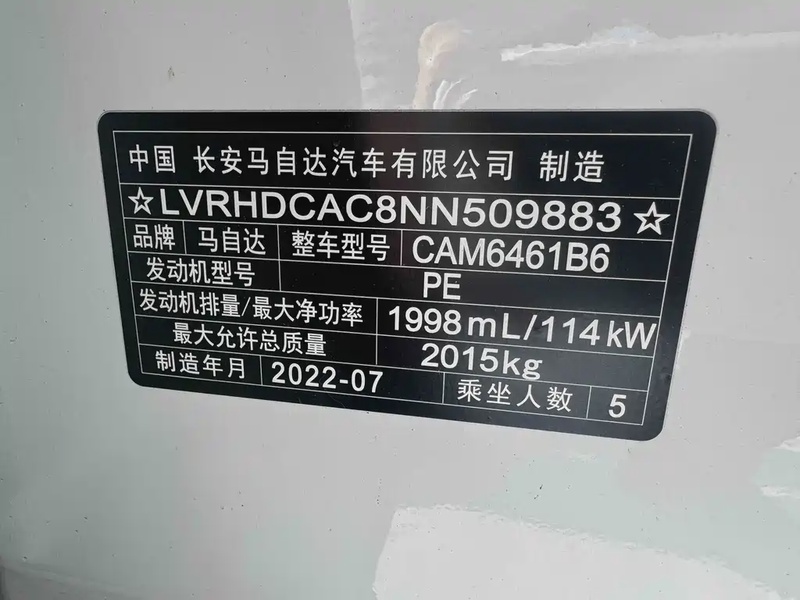 中国 长安马自达汽车有限公司 制造
☆LVRHDCAC8NN509883☆
品牌 马自达 整车型号 CAM6461B6
发动机型号 PE
发动机排量/最大净功率 1998mL/114kW
最大允许总质量 2015kg
制造年月 2022-07 乘坐人数 5